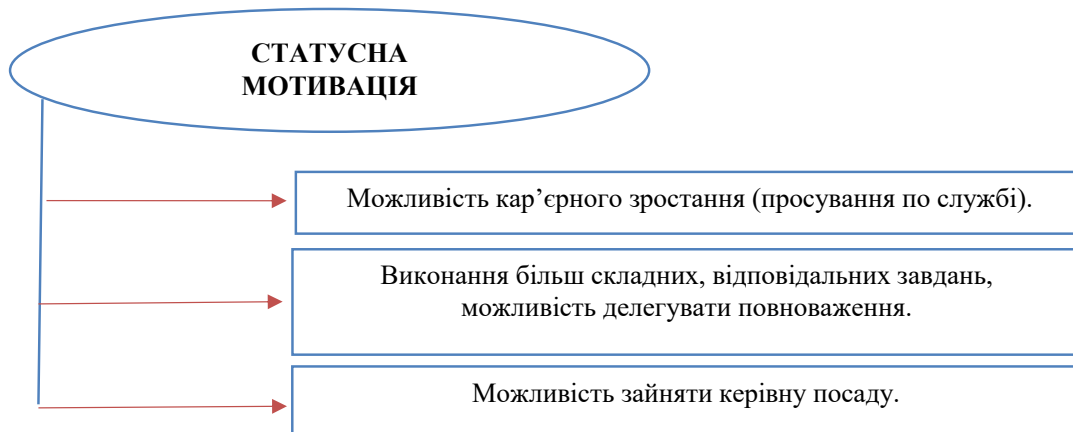 СТАТУСНА
МОТИВАЦІЯ
Можливість кар’єрного зростання (просування по службі).
Виконання більш складних, відповідальних завдань,
можливість делегувати повноваження.
Можливість зайняти керівну посаду.